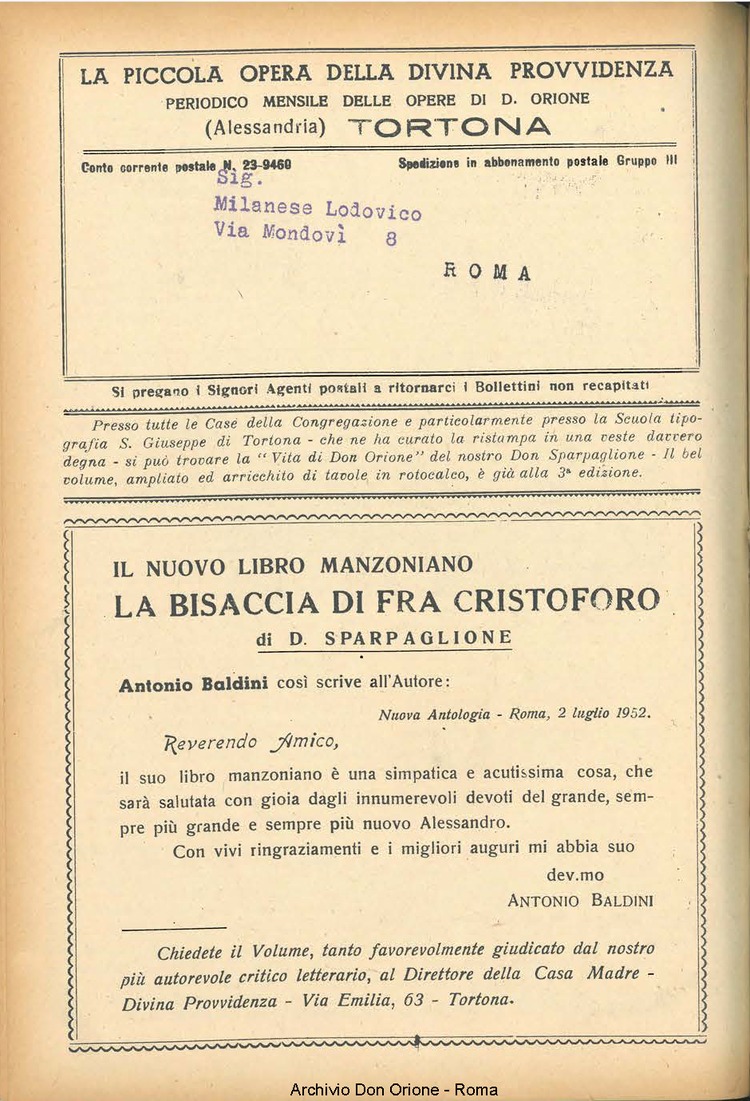 LA PICCOLA OPERA DELLA DIVINA PROVVIDENZA
PERIODICO MENSILE DELLE OPERE DI D. ORIONE
(Alessandria) TORTONA
Conto corrente postale N. 23-9460 Spedizione in abbonamento postale Gruppo III
Sig.
Milanese Lodovico
Via Mondovì 8
ROMA
Si pregano i Signori Agenti postali a ritornarci i Bollettini non recapitati
Presso tutte le Case della Congregazione e particolarmente presso la Scuola tipo-
grafia S. Giuseppe di Tortona - che ne ha curato la ristampa in una veste davvero
degna - si può trovare la “Vita di Don Orione” del nostro Don Sparpaglione - Il bel
volume, ampliato ed arricchito di tavole in rotocalco, è già alla 3ª edizione.
IL NUOVO LIBRO MANZONIANO
LA BISACCIA DI FRA CRISTOFORO
di D. SPARPAGLIONE
Antonio Baldini così scrive all'Autore:
Nuova Antologia - Roma, 2 luglio 1952.
Reverendo Amico,
il suo libro manzoniano è una simpatica e acutissima cosa, che
sarà salutata con gioia dagli innumerevoli devoti del grande, sem-
pre più grande e sempre più nuovo Alessandro.
Con vivi ringraziamenti e i migliori auguri mi abbia suo
dev.mo
ANTONIO BALDINI
Chiedete il Volume, tanto favorevolmente giudicato dal nostro
più autorevole critico letterario, al Direttore della Casa Madre -
Divina Provvidenza - Via Emilia, 63 - Tortona.
Archivio Don Orione - Roma